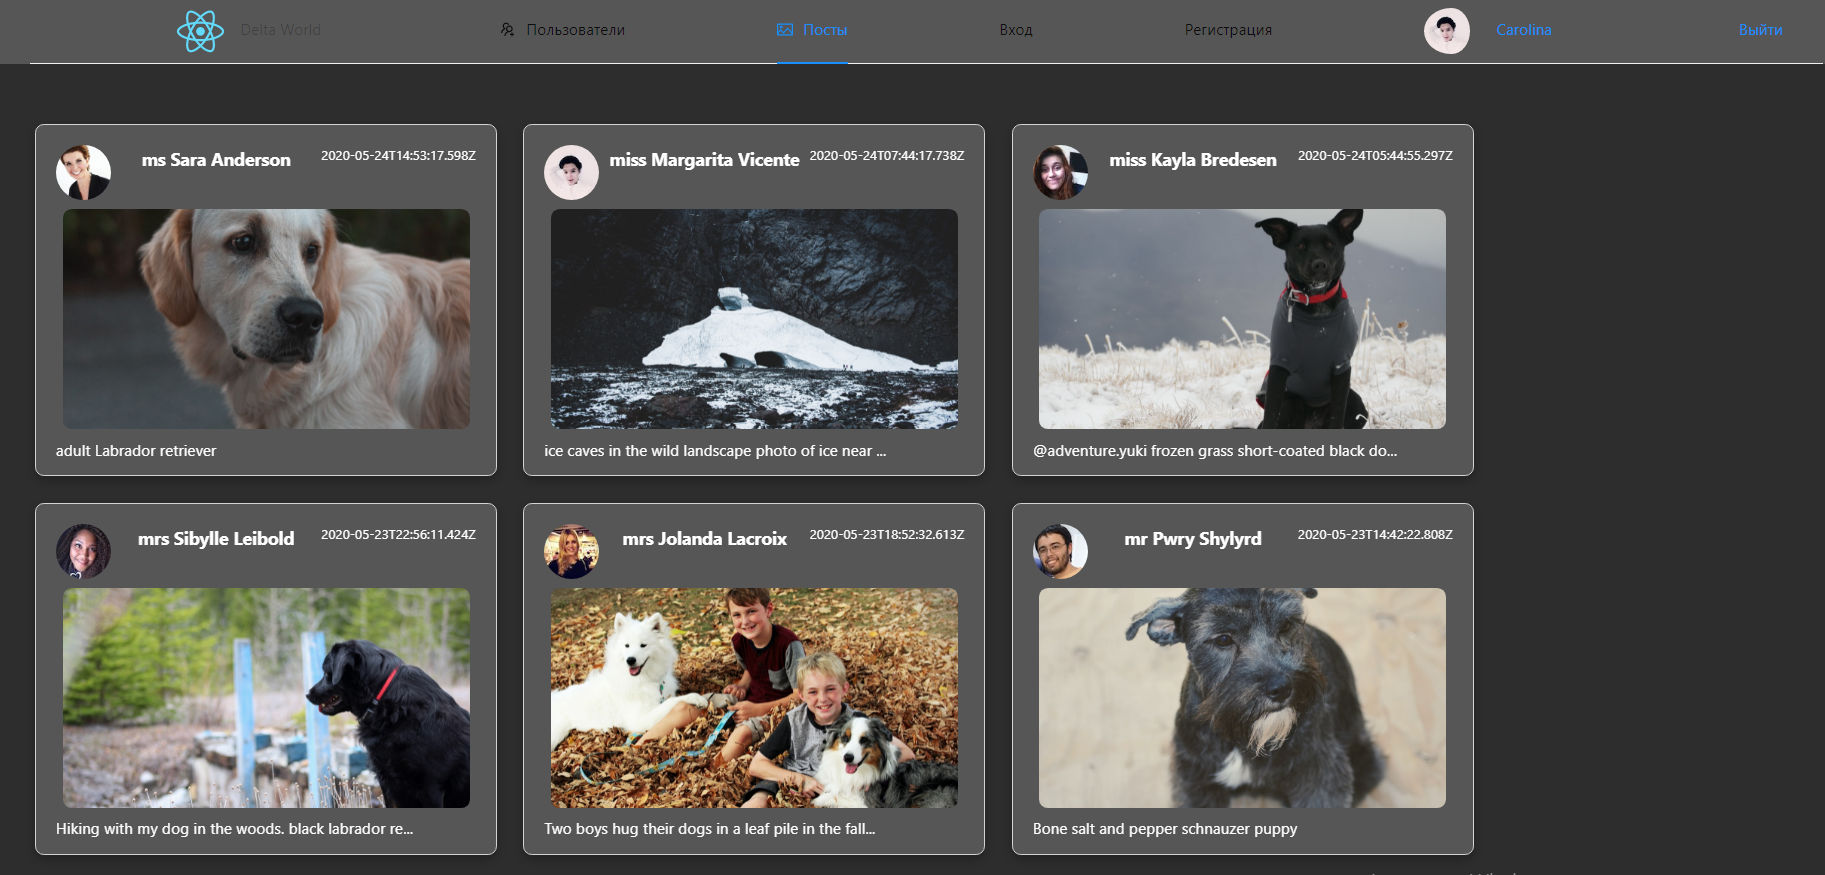 Delta World Пользователи Посты Вход Регистрация Carolina Выйти
ms Sara Anderson 2020-05-24T14:53:17.598Z
adult Labrador retriever
miss Margarita Vicente 2020-05-24T07:44:17.738Z
ice caves in the wild landscape photo of ice near ...
miss Kayla Bredesen 2020-05-24T05:44:55.297Z
@adventure.yuki frozen grass short-coated black do...
mrs Sibylle Leibold 2020-05-23T22:56:11.424Z
Hiking with my dog in the woods. black labrador re...
mrs Jolanda Lacroix 2020-05-23T18:52:32.613Z
Two boys hug their dogs in a leaf pile in the fall...
mr Pwry Shylyrd 2020-05-23T14:42:22.808Z
Bone salt and pepper schnauzer puppy